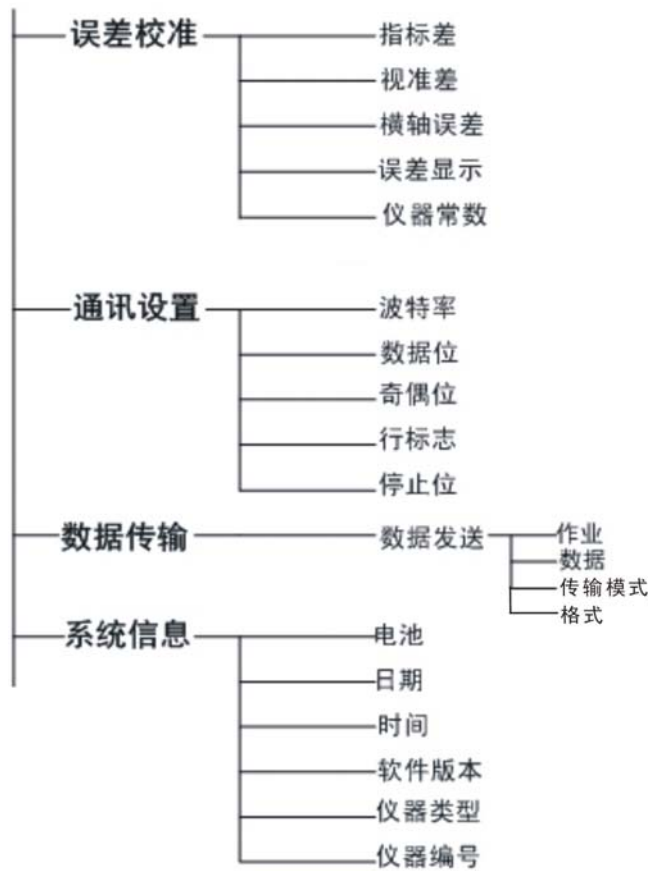 误差校准
指标差
视准差
横轴误差
误差显示
仪器常数
通讯设置
波特率
数据位
奇偶位
行标志
停止位
数据传输
数据发送
作业
数据
传输模式
格式
系统信息
电池
日期
时间
软件版本
仪器类型
仪器编号